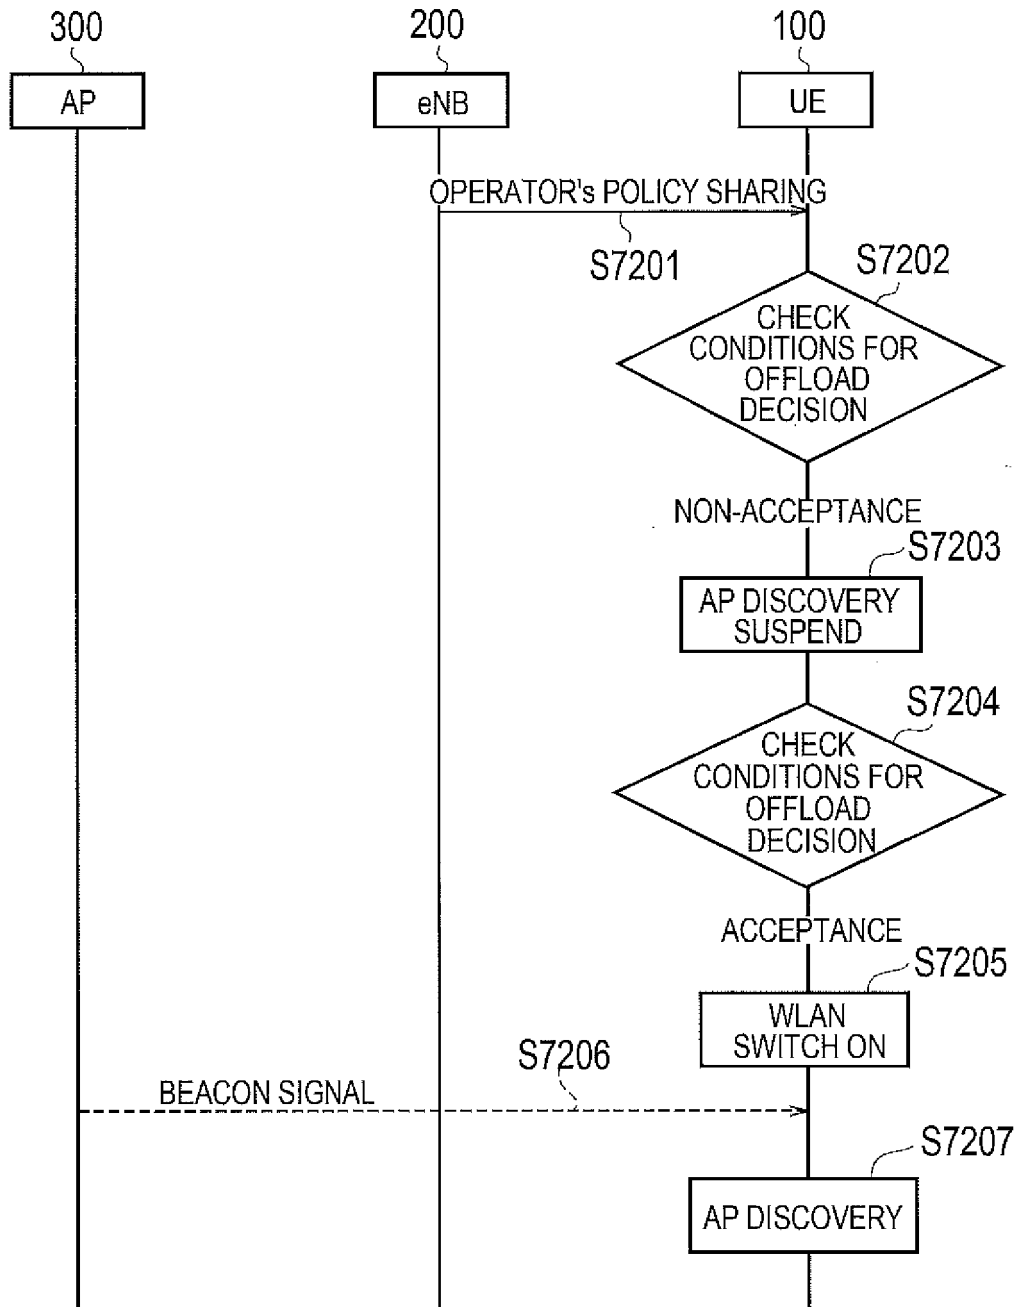 300
200
100
AP
eNB
UE
OPERATOR's POLICY SHARING
S7201
S7202
CHECK
CONDITIONS FOR
OFFLOAD
DECISION
NON-ACCEPTANCE
S7203
AP DISCOVERY
SUSPEND
S7204
CHECK
CONDITIONS FOR
OFFLOAD
DECISION
ACCEPTANCE
S7205
WLAN
SWITCH ON
S7206
BEACON SIGNAL
S7207
AP DISCOVERY